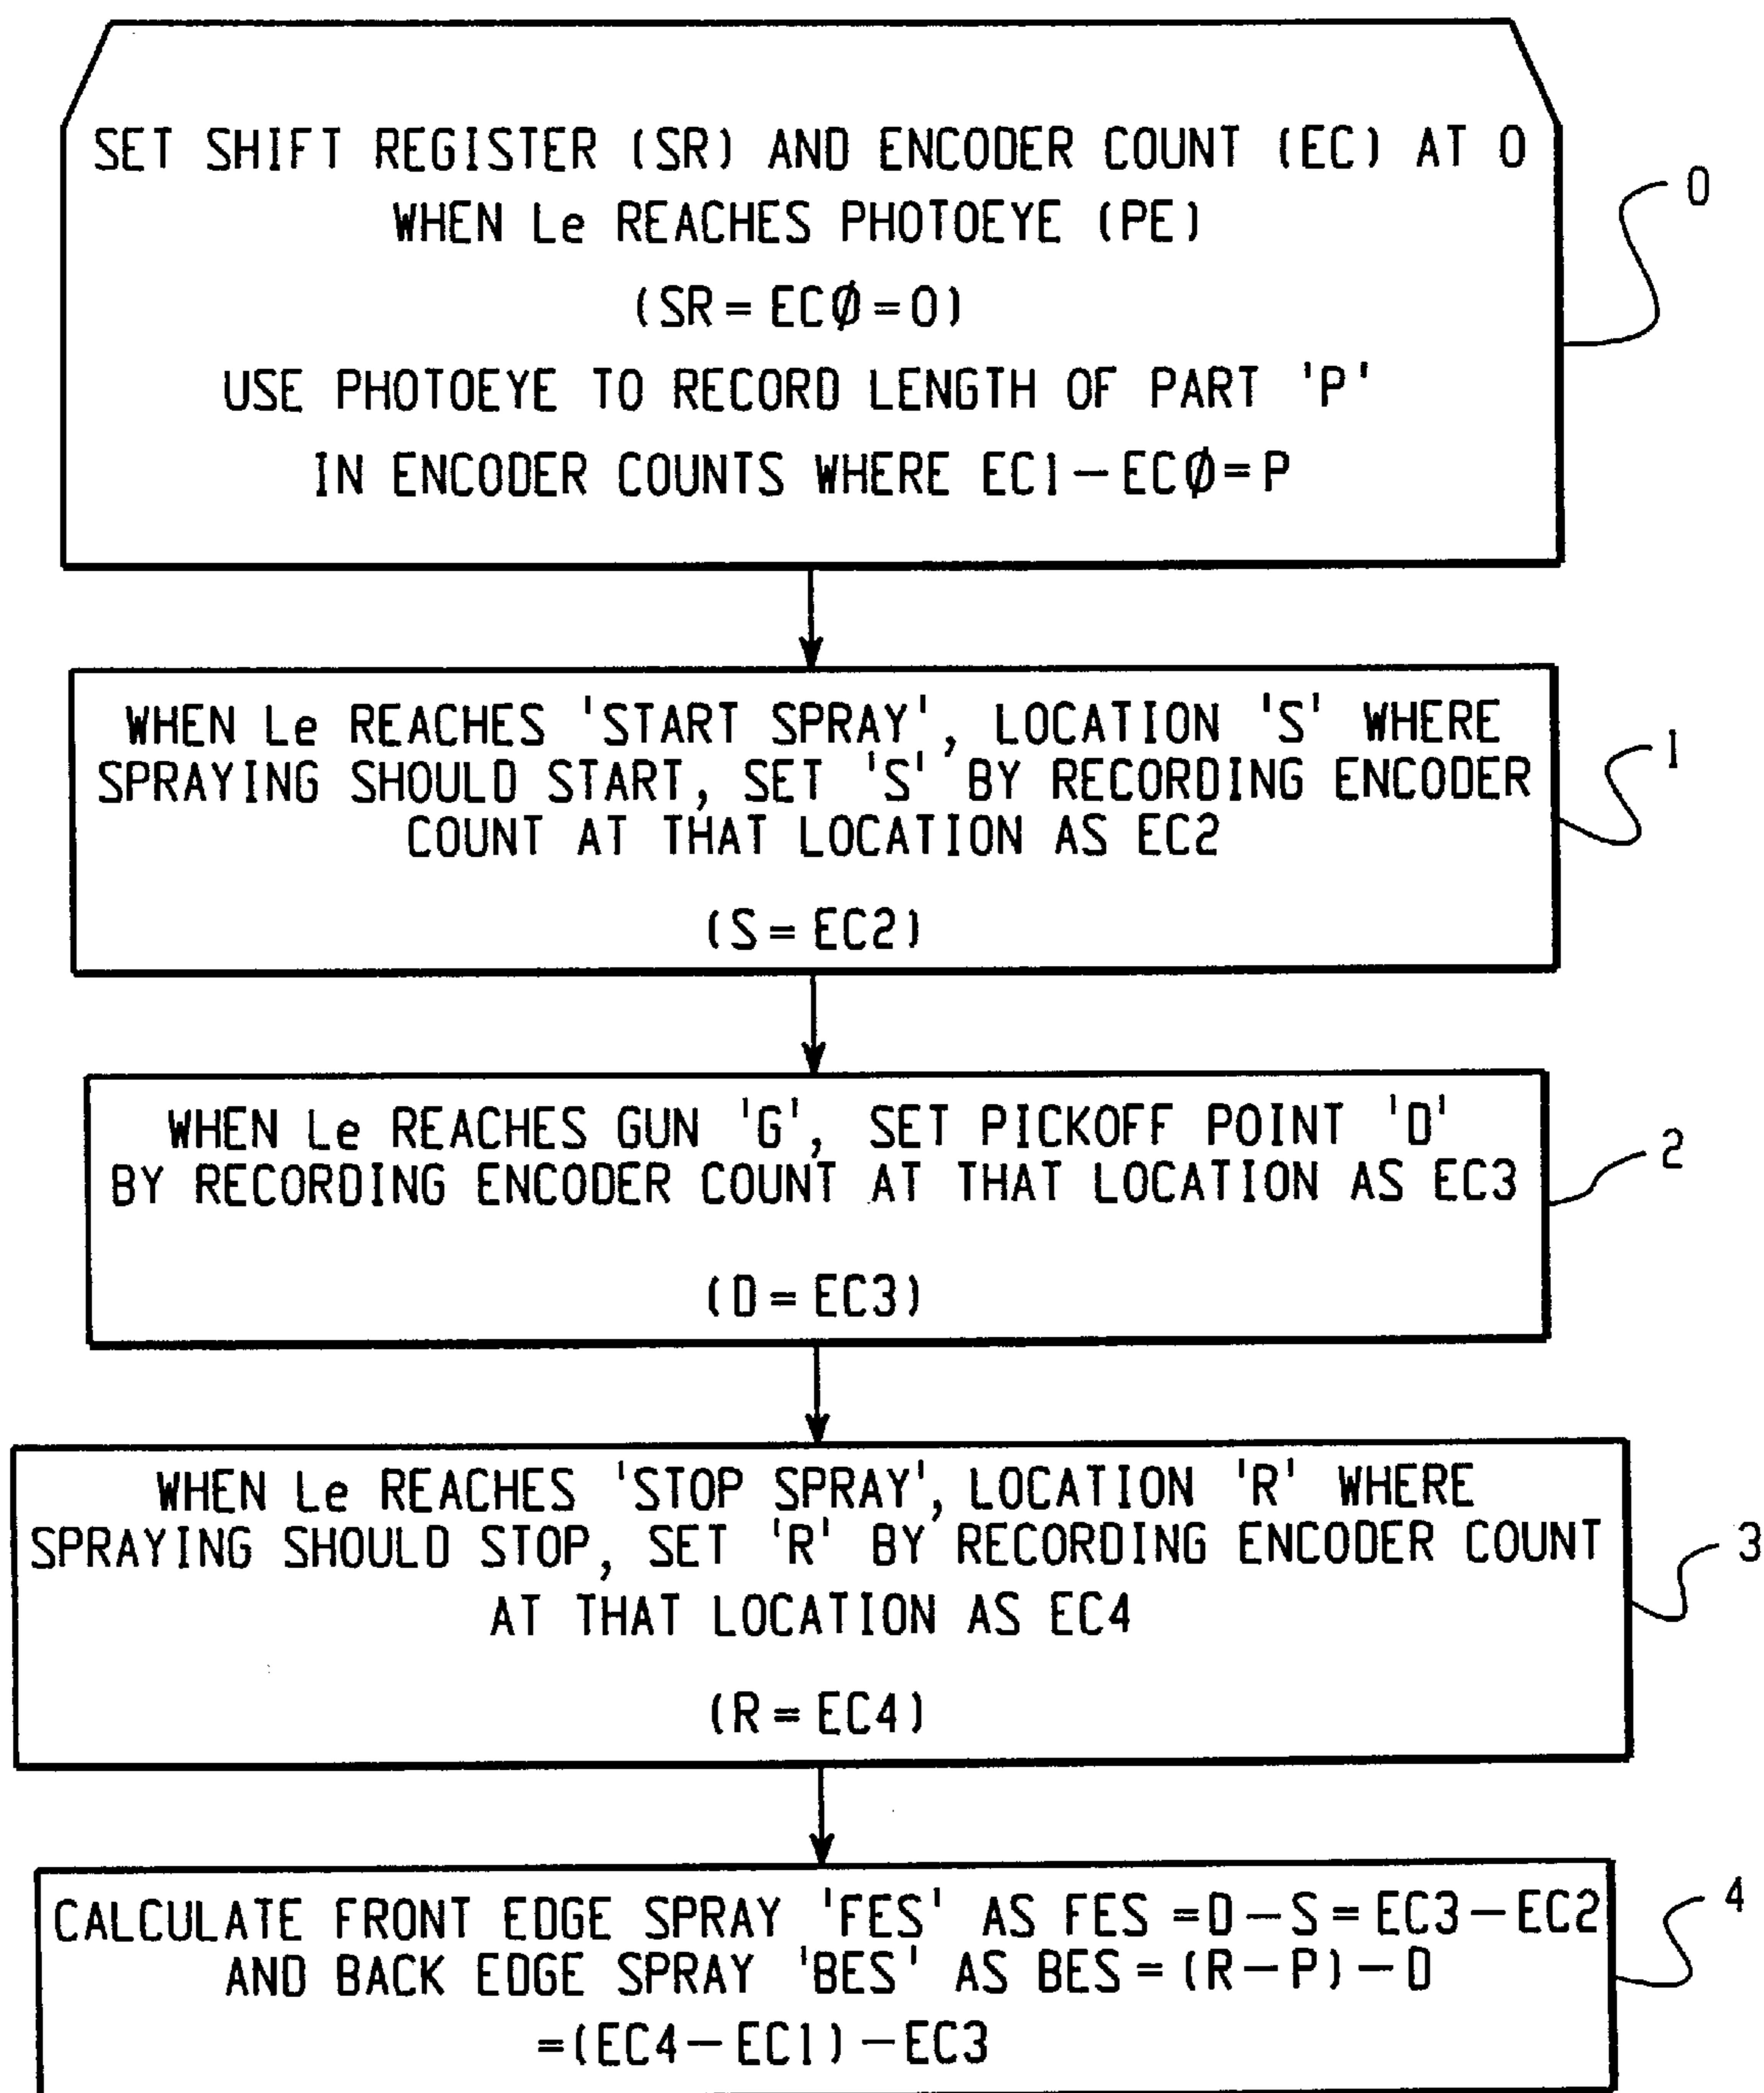 SET SHIFT REGISTER (SR) AND ENCODER COUNT (EC) AT 0
WHEN Le REACHES PHOTOEYE (PE)
(SR = ECØ = 0)
USE PHOTOEYE TO RECORD LENGTH OF PART 'P'
IN ENCODER COUNTS WHERE EC1 – ECØ = P
0
WHEN Le REACHES 'START SPRAY', LOCATION 'S' WHERE
SPRAYING SHOULD START, SET 'S' BY RECORDING ENCODER
COUNT AT THAT LOCATION AS EC2
(S = EC2)
1
WHEN Le REACHES GUN 'G', SET PICKOFF POINT 'D'
BY RECORDING ENCODER COUNT AT THAT LOCATION AS EC3
(D = EC3)
2
WHEN Le REACHES 'STOP SPRAY', LOCATION 'R' WHERE
SPRAYING SHOULD STOP, SET 'R' BY RECORDING ENCODER COUNT
AT THAT LOCATION AS EC4
(R = EC4)
3
CALCULATE FRONT EDGE SPRAY 'FES' AS FES = D – S = EC3 – EC2
AND BACK EDGE SPRAY 'BES' AS BES = (R – P) – D
= (EC4 – EC1) – EC3
4